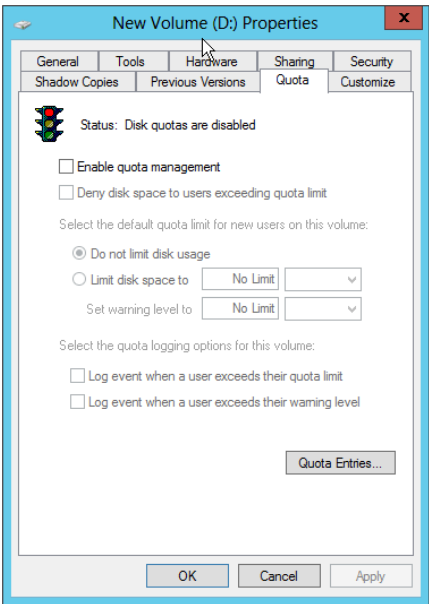 New Volume (D:) Properties
x
General Tools Hardware Sharing Security
Shadow Copies Previous Versions Quota Customize
Status: Disk quotas are disabled
Enable quota management
Deny disk space to users exceeding quota limit
Select the default quota limit for new users on this volume:
Do not limit disk usage
Limit disk space to No Limit
Set warning level to No Limit
Select the quota logging options for this volume:
Log event when a user exceeds their quota limit
Log event when a user exceeds their warning level
Quota Entries...
OK Cancel Apply